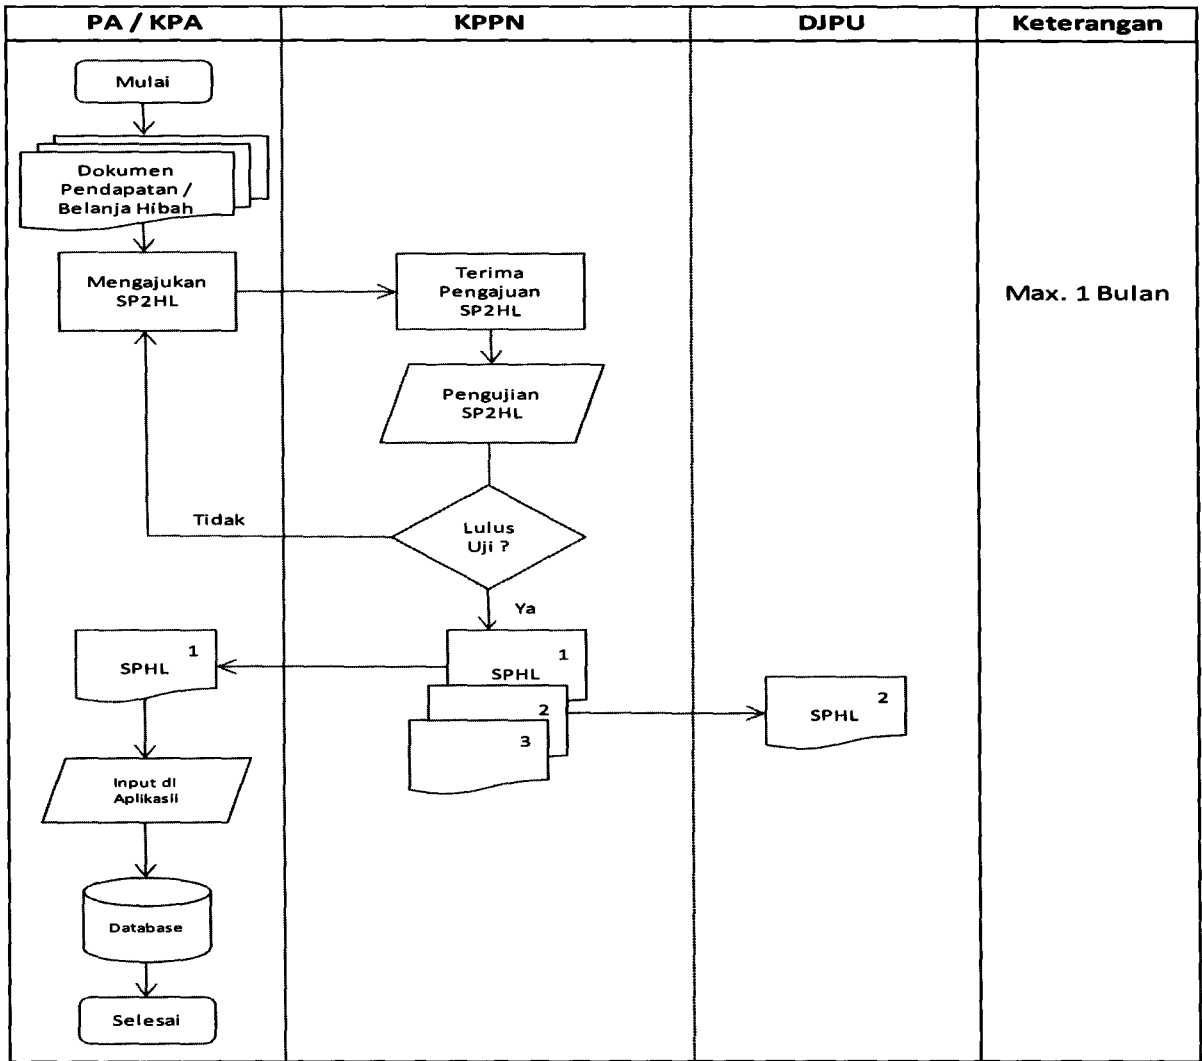 PA / KPA
KPPN
DJPU
Keterangan
Mulai
Dokumen
Pendapatan /
Belanja Hibah
Mengajukan
SP2HL
Terima
Pengajuan
SP2HL
Max. 1 Bulan
Pengujian
SP2HL
Tidak
Lulus
Uji ?
Ya
1
SPHL
1
SPHL
2
3
2
SPHL
Input di
Aplikasii
Database
Selesai